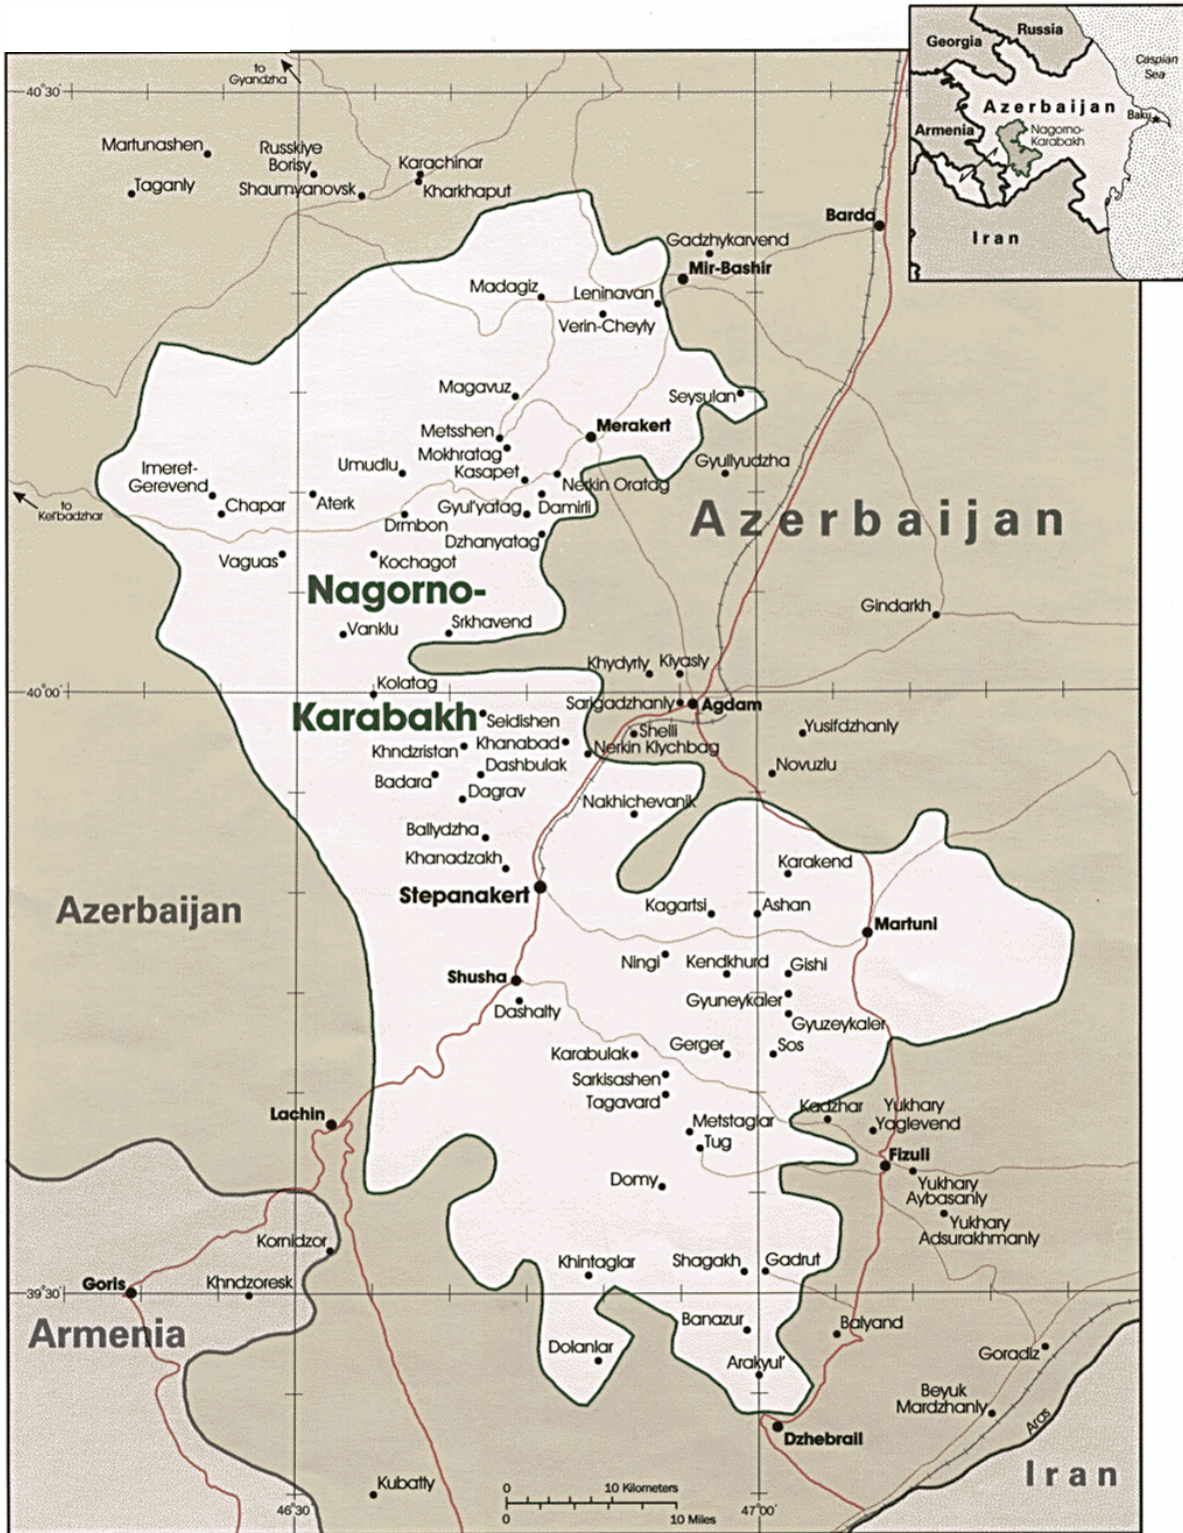 to
Gyandzha
40°30'
Georgia
Russia
Caspian
Sea
Azerbaijan
Baku
Armenia
Nagorno-
Karabakh
Iran
Martunashen
Russkiye
Borisy
Karachinar
Taganly
Shaumyanovsk
Kharkhaput
Barda
Gadzhykarvend
Mir-Bashir
Madagiz
Leninavan
Verin-Cheyly
Magavuz
Seysulan
Metsshen
Merakert
Mokhratag
Umudlu
Kasapet
Gyullyudzha
Imeret-
Gerevend
Nerkin Oratag
Chapar
Aterk
Gyul'yatag
Damirli
to
Kel'badzhar
Drmbon
Azerbaijan
Dzhanyatag
Vaguas
Kochagot
Nagorno-
Gindarkh
Vanklu
Srkhavend
Khydyrly
Kiyasly
40°00'
Kolatag
Sarigadzhanly
Agdam
Karabakh
Seidishen
Shelli
Yusifdzhanly
Khndzristan
Khanabad
Nerkin Klychbag
Dashbulak
Novuzlu
Badara
Dagrav
Nakhichevanik
Ballydzha
Khanadzakh
Karakend
Stepanakert
Azerbaijan
Kagartsi
Ashan
Martuni
Ningi
Kendkhurd
Gishi
Shusha
Gyuneykaler
Dashalty
Gyuzeykaler
Gerger
Sos
Karabulak
Sarkisashen
Tagavard
Lachin
Kadzhar
Yukhary
Yaglevend
Metstaglar
Tug
Fizuli
Domy
Yukhary
Aybasanly
Yukhary
Adsurakhmanly
Kornidzor
Khintaglar
Shagakh
Gadrut
Goris
Khndzoresk
39°30'
Armenia
Banazur
Balyand
Dolanlar
Arakyul'
Goradiz
Beyuk
Mardzhanly
Aras
Dzhebrail
Iran
Kubatly
0
10 Kilometers
0
10 Miles
46°30'
47°00'